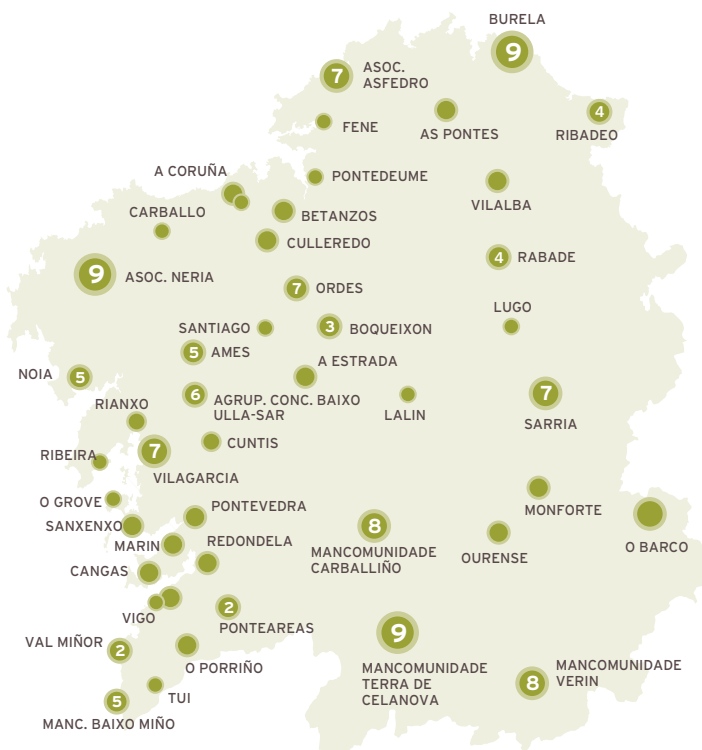 BURELA
9
7
ASOC.
ASFEDRO
4
RIBADEO
FENE
AS PONTES
A CORUÑA
PONTEDEUME
VILALBA
CARBALLO
BETANZOS
CULLEREDO
4
RABADE
9
ASOC. NERIA
7
ORDES
LUGO
SANTIAGO
3
BOQUEIXON
5
AMES
A ESTRADA
NOIA
5
6
AGRUP. CONC. BAIXO
ULLA-SAR
LALIN
7
SARRIA
RIANXO
CUNTIS
RIBEIRA
7
VILAGARCIA
O GROVE
PONTEVEDRA
MONFORTE
SANXENXO
8
MANCOMUNIDADE
CARBALLIÑO
OURENSE
O BARCO
MARIN
REDONDELA
CANGAS
VIGO
2
PONTEAREAS
VAL MIÑOR
2
O PORRIÑO
9
MANCOMUNIDADE
TERRA DE
CELANOVA
8
MANCOMUNIDADE
VERIN
TUI
5
MANC. BAIXO MIÑO